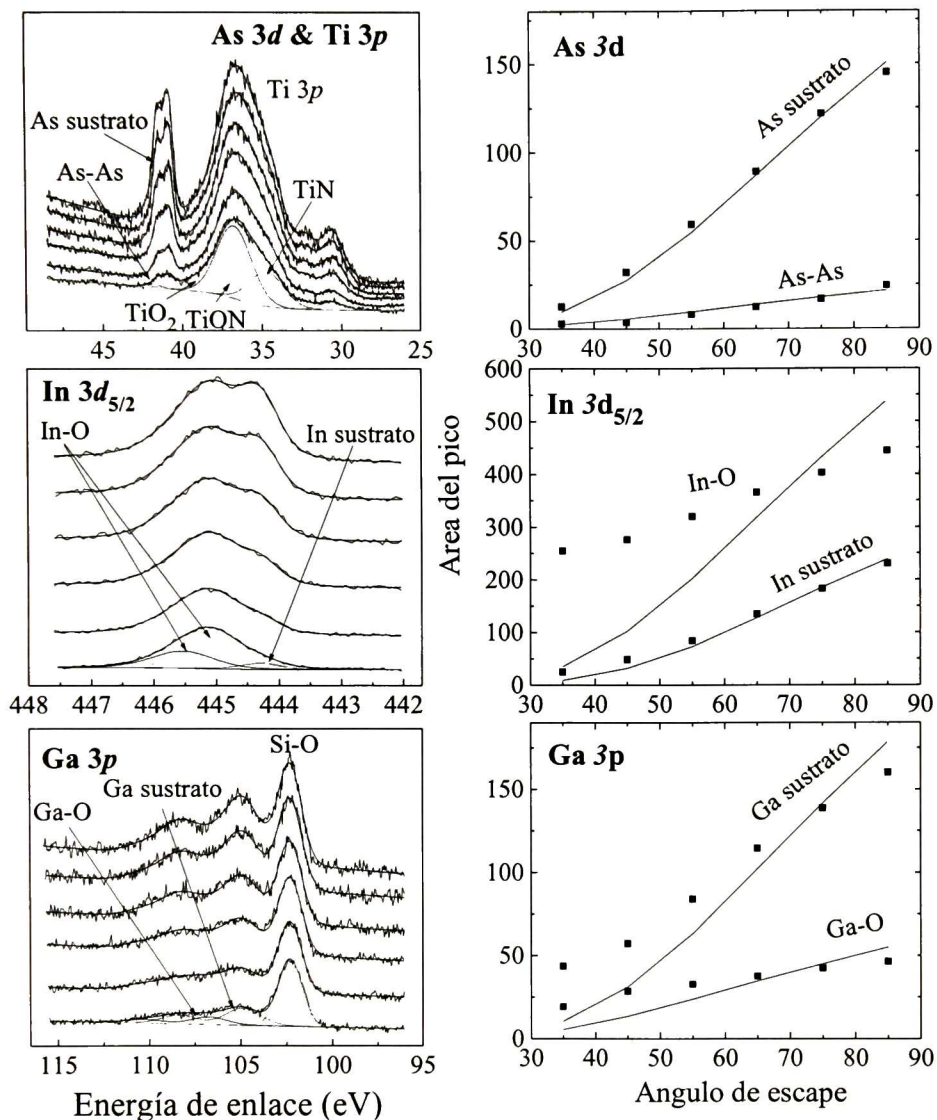 As 3d & Ti 3p
Ti 3p
As sustrato
As-As
TiN
TiO2
TiON
45 40 35 30 25
As 3d
As sustrato
As-As
150
100
50
0
30 40 50 60 70 80 90
In 3d5/2
In-O
In sustrato
448 447 446 445 444 443 442
In 3d5/2
In-O
In sustrato
600
500
400
300
200
100
0
30 40 50 60 70 80 90
Area del pico
Ga 3p
Si-O
Ga sustrato
Ga-O
115 110 105 100 95
Energía de enlace (eV)
Ga 3p
Ga sustrato
Ga-O
150
100
50
0
30 40 50 60 70 80 90
Angulo de escape